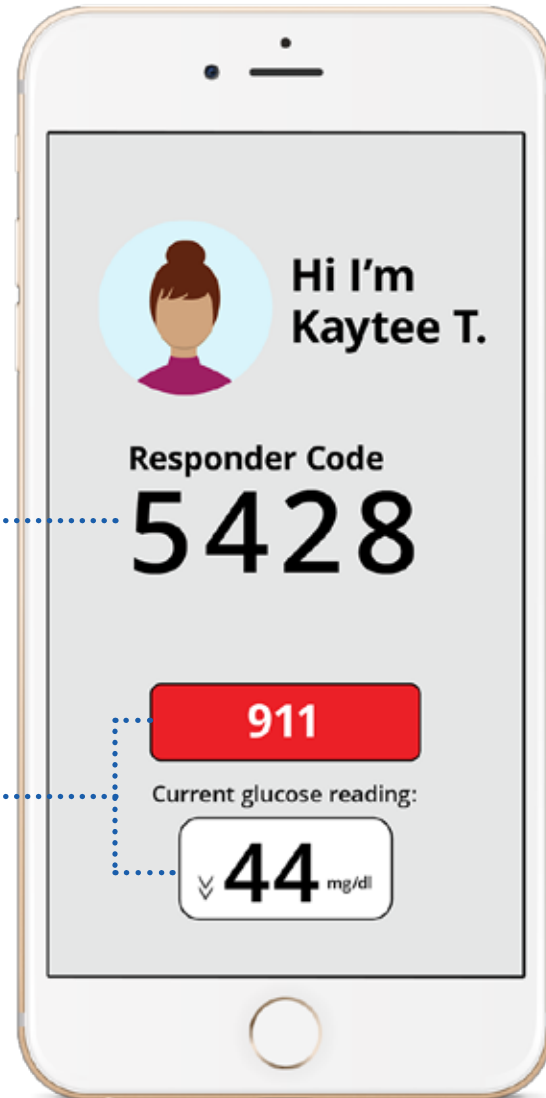 Hi I’m
Kaytee T.
Responder Code
5428
911
Current glucose reading:
44 mg/dl